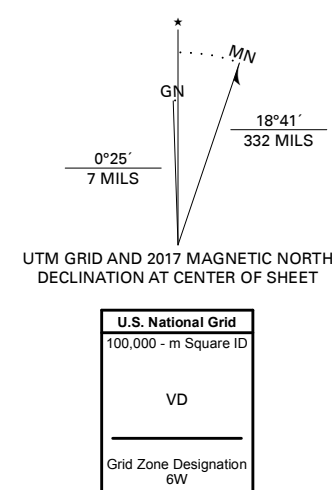 ★
MN
GN
18°41´
332 MILS
0°25´
7 MILS
UTM GRID AND 2017 MAGNETIC NORTH
DECLINATION AT CENTER OF SHEET
U.S. National Grid
100,000 - m Square ID
VD
Grid Zone Designation
6W